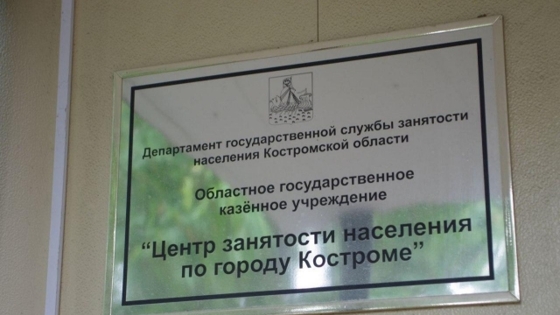 Департамент государственной службы занятости
населения Костромской области
Областное государственное
казённое учреждение
“Центр занятости населения
по городу Костроме”